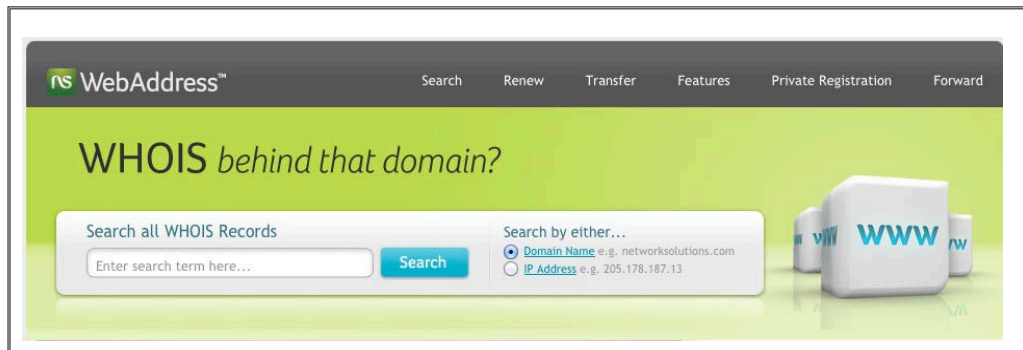 ns WebAddress™
Search Renew Transfer Features Private Registration Forward
WHOIS behind that domain?
Search all WHOIS Records
Enter search term here...
Search
Search by either...
Domain Name e.g. networksolutions.com
IP Address e.g. 205.178.187.13
www